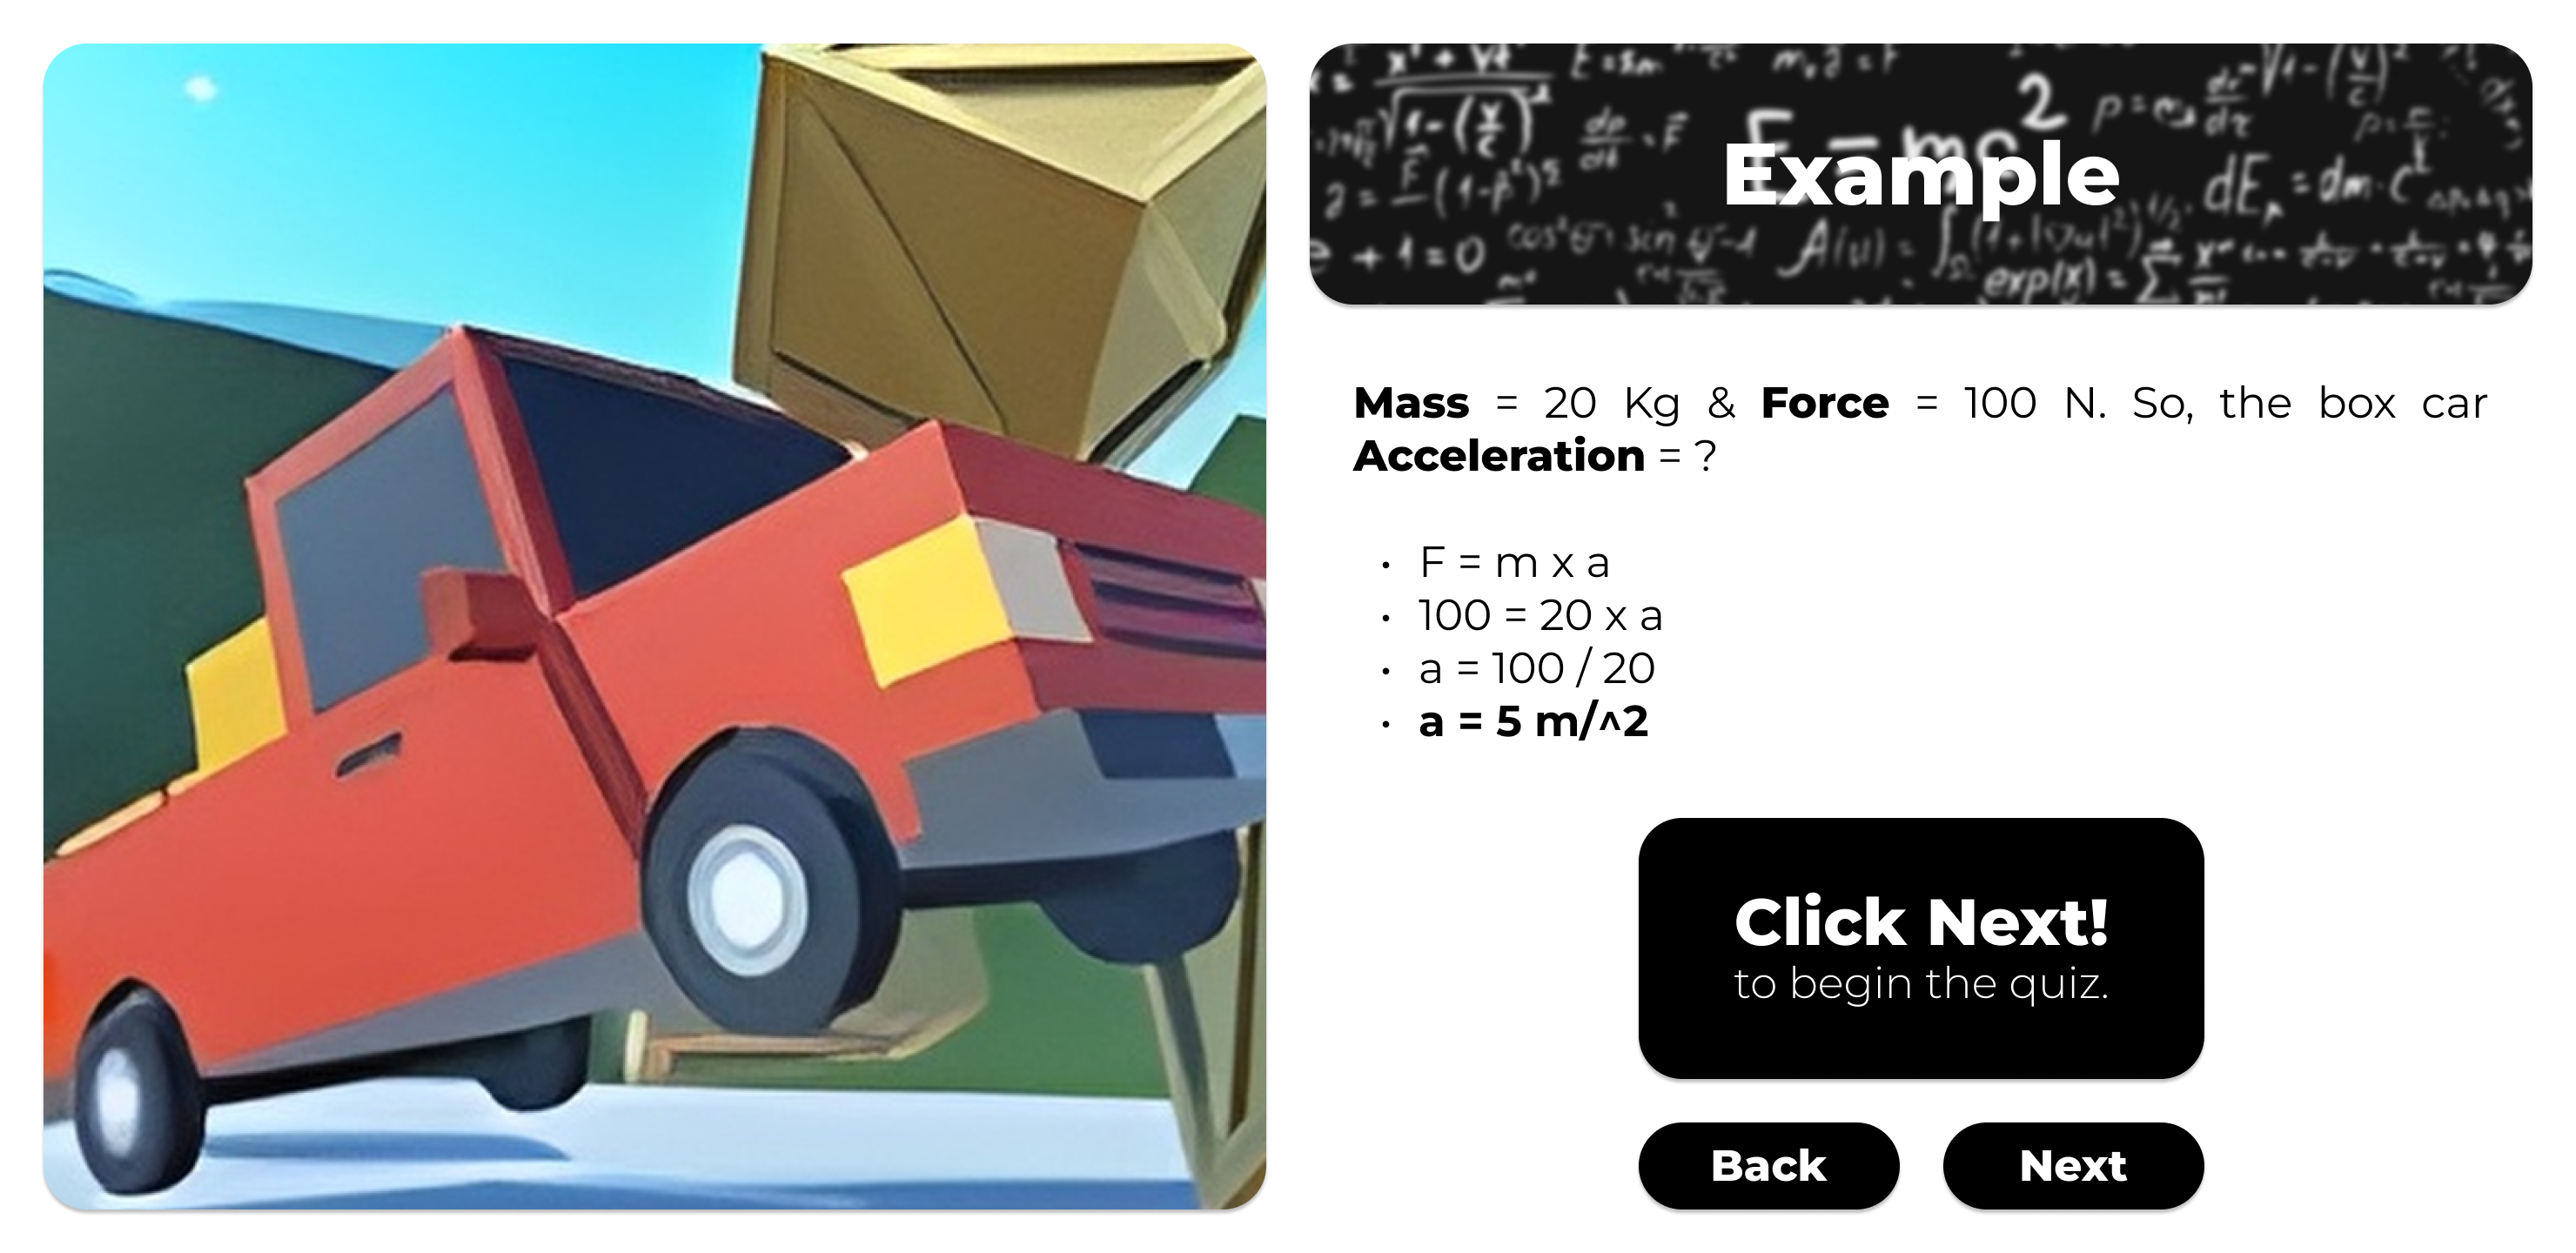 E = mc²
Example
Mass = 20 Kg & Force = 100 N. So, the box car
Acceleration = ?
• F = m x a
• 100 = 20 x a
• a = 100 / 20
• a = 5 m/^2
Click Next!
to begin the quiz.
Back
Next